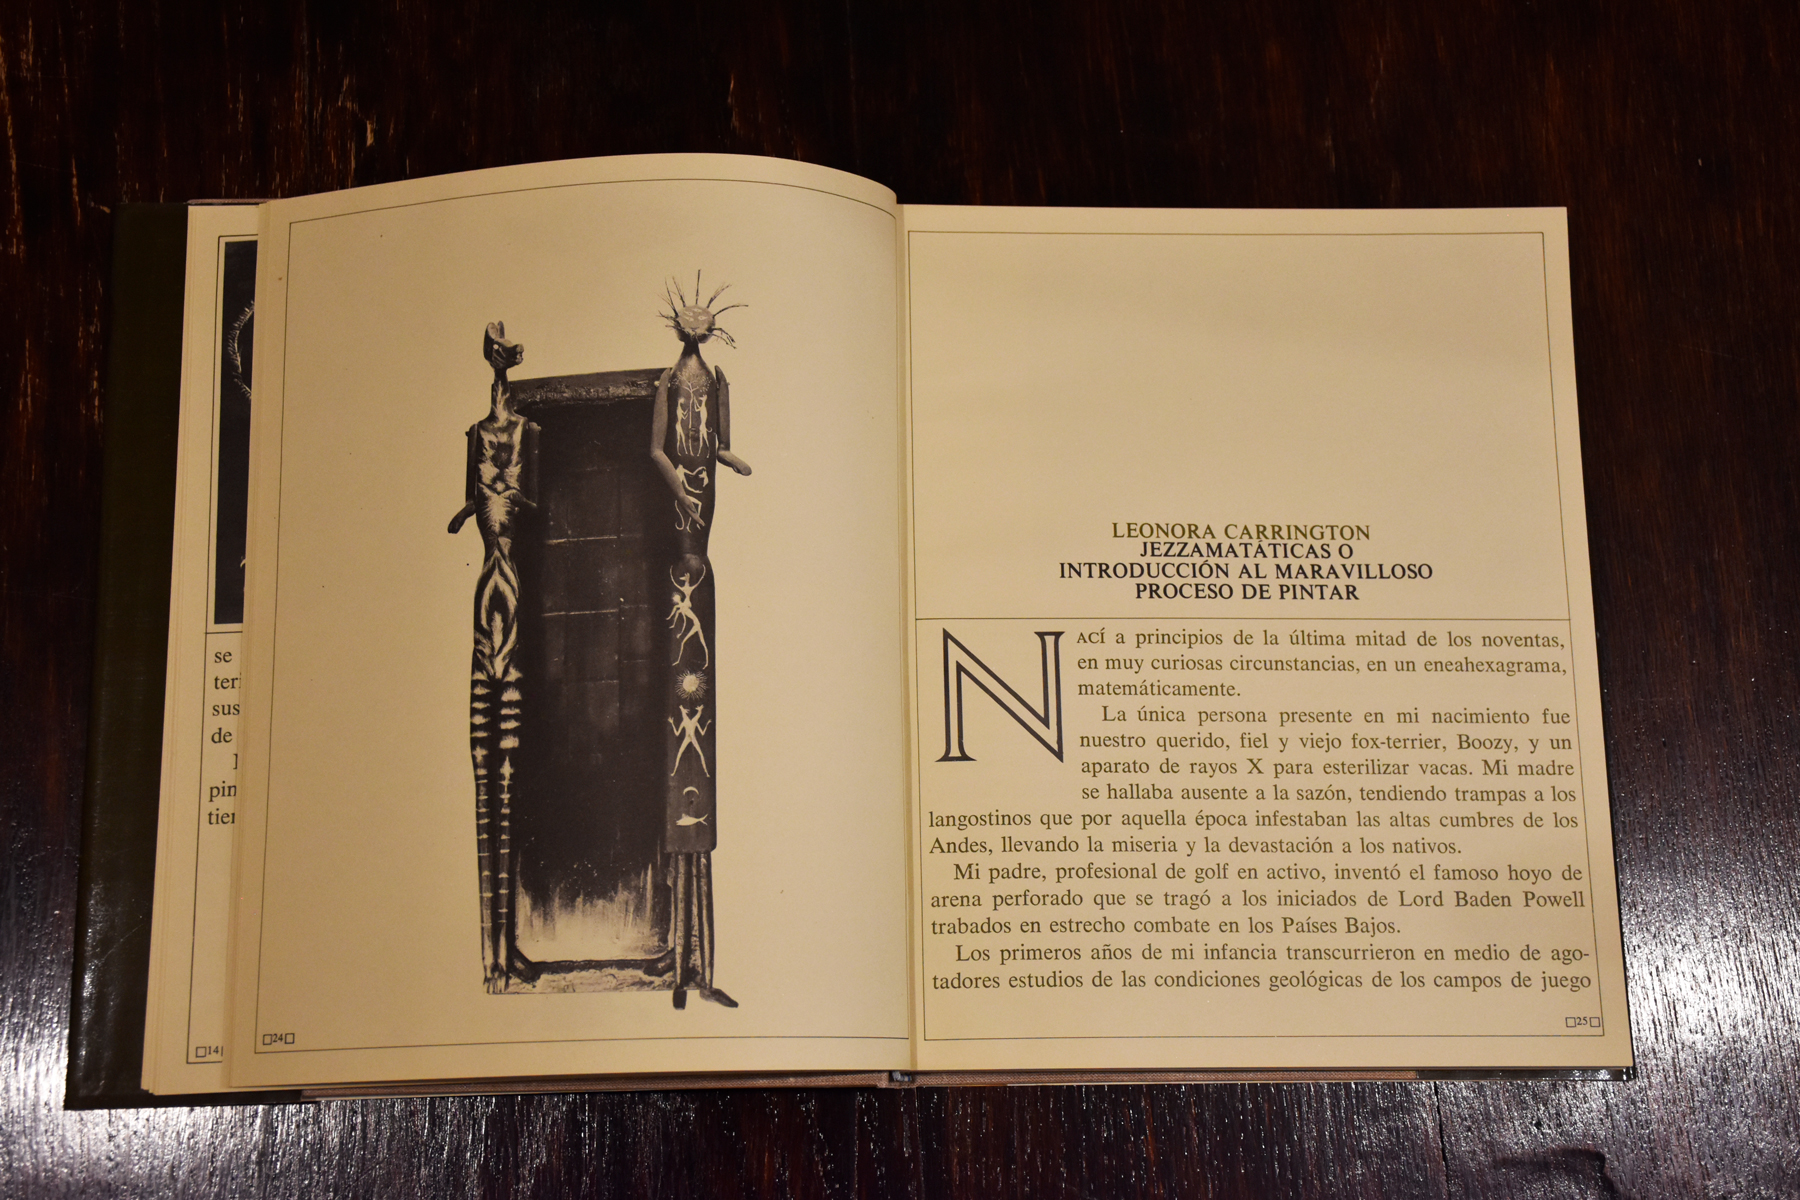 se
teri
sus
de
pin
tier
□14
□24□
LEONORA CARRINGTON
JEZZAMATÁTICAS O
INTRODUCCIÓN AL MARAVILLOSO
PROCESO DE PINTAR
NACÍ a principios de la última mitad de los noventas,
en muy curiosas circunstancias, en un eneahexagrama,
matemáticamente.
La única persona presente en mi nacimiento fue
nuestro querido, fiel y viejo fox-terrier, Boozy, y un
aparato de rayos X para esterilizar vacas. Mi madre
se hallaba ausente a la sazón, tendiendo trampas a los
langostinos que por aquella época infestaban las altas cumbres de los
Andes, llevando la miseria y la devastación a los nativos.
Mi padre, profesional de golf en activo, inventó el famoso hoyo de
arena perforado que se tragó a los iniciados de Lord Baden Powell
trabados en estrecho combate en los Países Bajos.
Los primeros años de mi infancia transcurrieron en medio de ago-
tadores estudios de las condiciones geológicas de los campos de juego
□25□